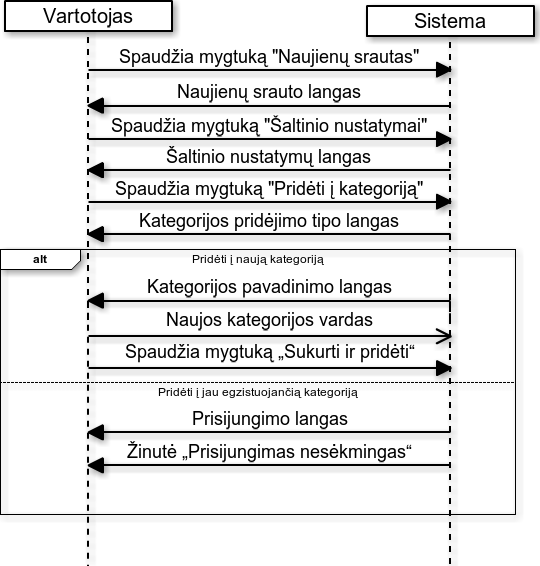 Vartotojas
Sistema
Spaudžia mygtuką "Naujienų srautas"
Naujienų srauto langas
Spaudžia mygtuką "Šaltinio nustatymai"
Šaltinio nustatymų langas
Spaudžia mygtuką "Pridėti į kategoriją"
Kategorijos pridėjimo tipo langas
alt
Pridėti į naują kategoriją
Kategorijos pavadinimo langas
Naujos kategorijos vardas
Spaudžia mygtuką „Sukurti ir pridėti“
Pridėti į jau egzistuojančią kategoriją
Prisijungimo langas
Žinutė „Prisijungimas nesėkmingas“